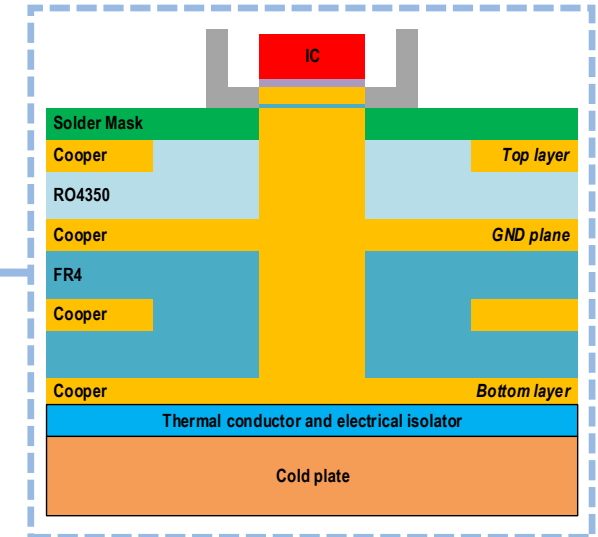 IC
Solder Mask
Cooper Top layer
RO4350
Cooper GND plane
FR4
Cooper
Cooper Bottom layer
Thermal conductor and electrical isolator
Cold plate